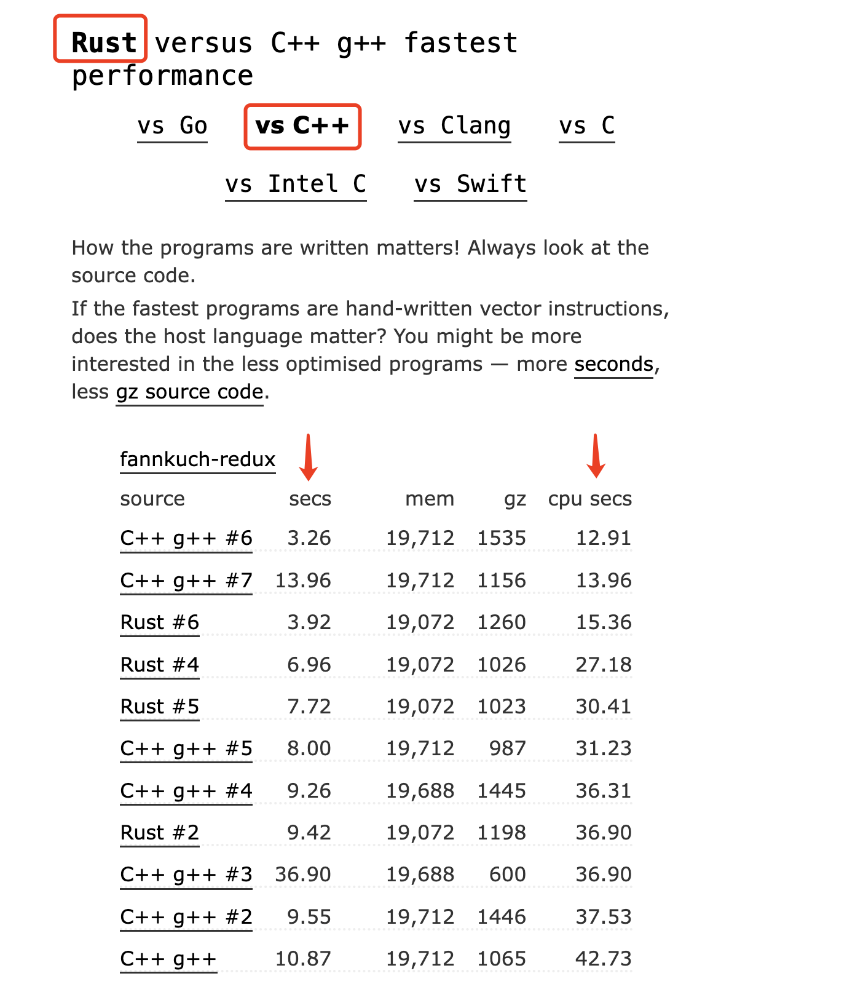 Rust versus C++ g++ fastest
performance
vs Go vs C++ vs Clang vs C
vs Intel C vs Swift
How the programs are written matters! Always look at the
source code.
If the fastest programs are hand-written vector instructions,
does the host language matter? You might be more
interested in the less optimised programs — more seconds,
less gz source code.
fannkuch-redux
source secs mem gz cpu secs
C++ g++ #6 3.26 19,712 1535 12.91
C++ g++ #7 13.96 19,712 1156 13.96
Rust #6 3.92 19,072 1260 15.36
Rust #4 6.96 19,072 1026 27.18
Rust #5 7.72 19,072 1023 30.41
C++ g++ #5 8.00 19,712 987 31.23
C++ g++ #4 9.26 19,688 1445 36.31
Rust #2 9.42 19,072 1198 36.90
C++ g++ #3 36.90 19,688 600 36.90
C++ g++ #2 9.55 19,712 1446 37.53
C++ g++ 10.87 19,712 1065 42.73